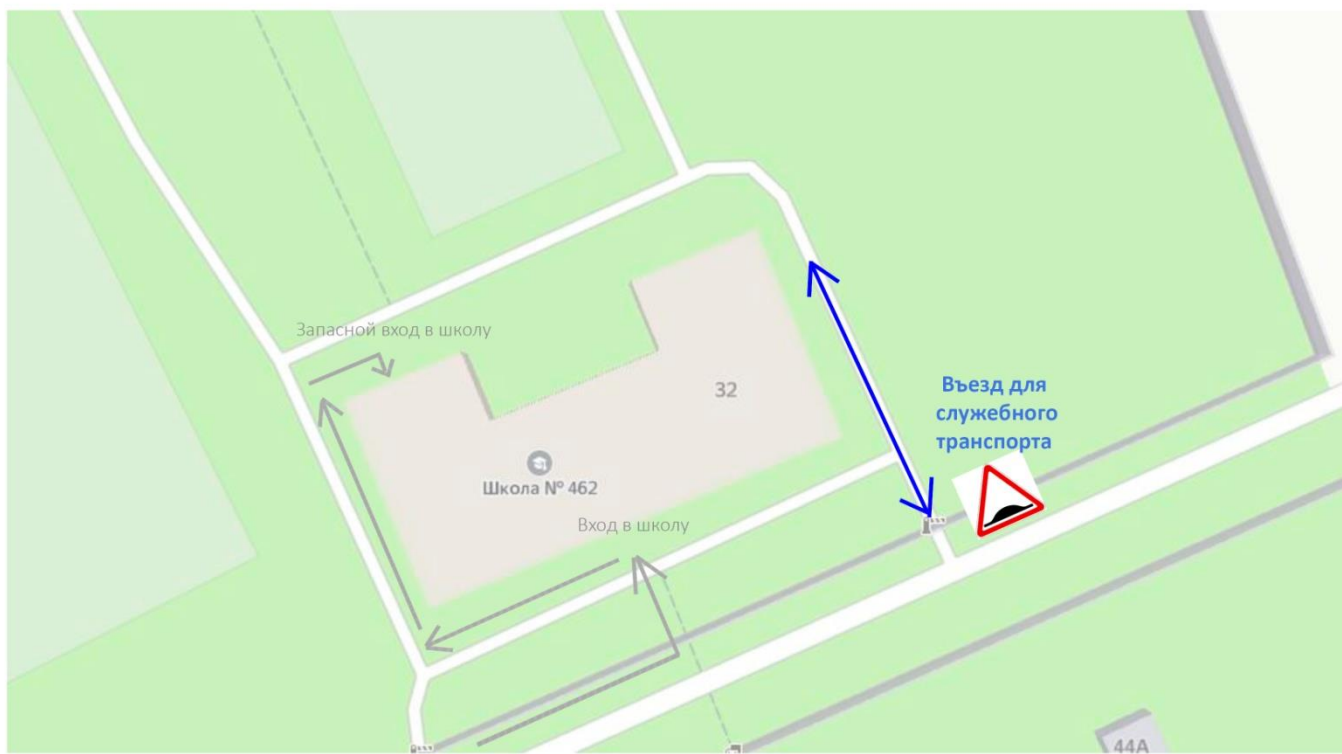 Запасной вход в школу
32
Въезд для
служебного
транспорта
Школа № 462
Вход в школу
44А